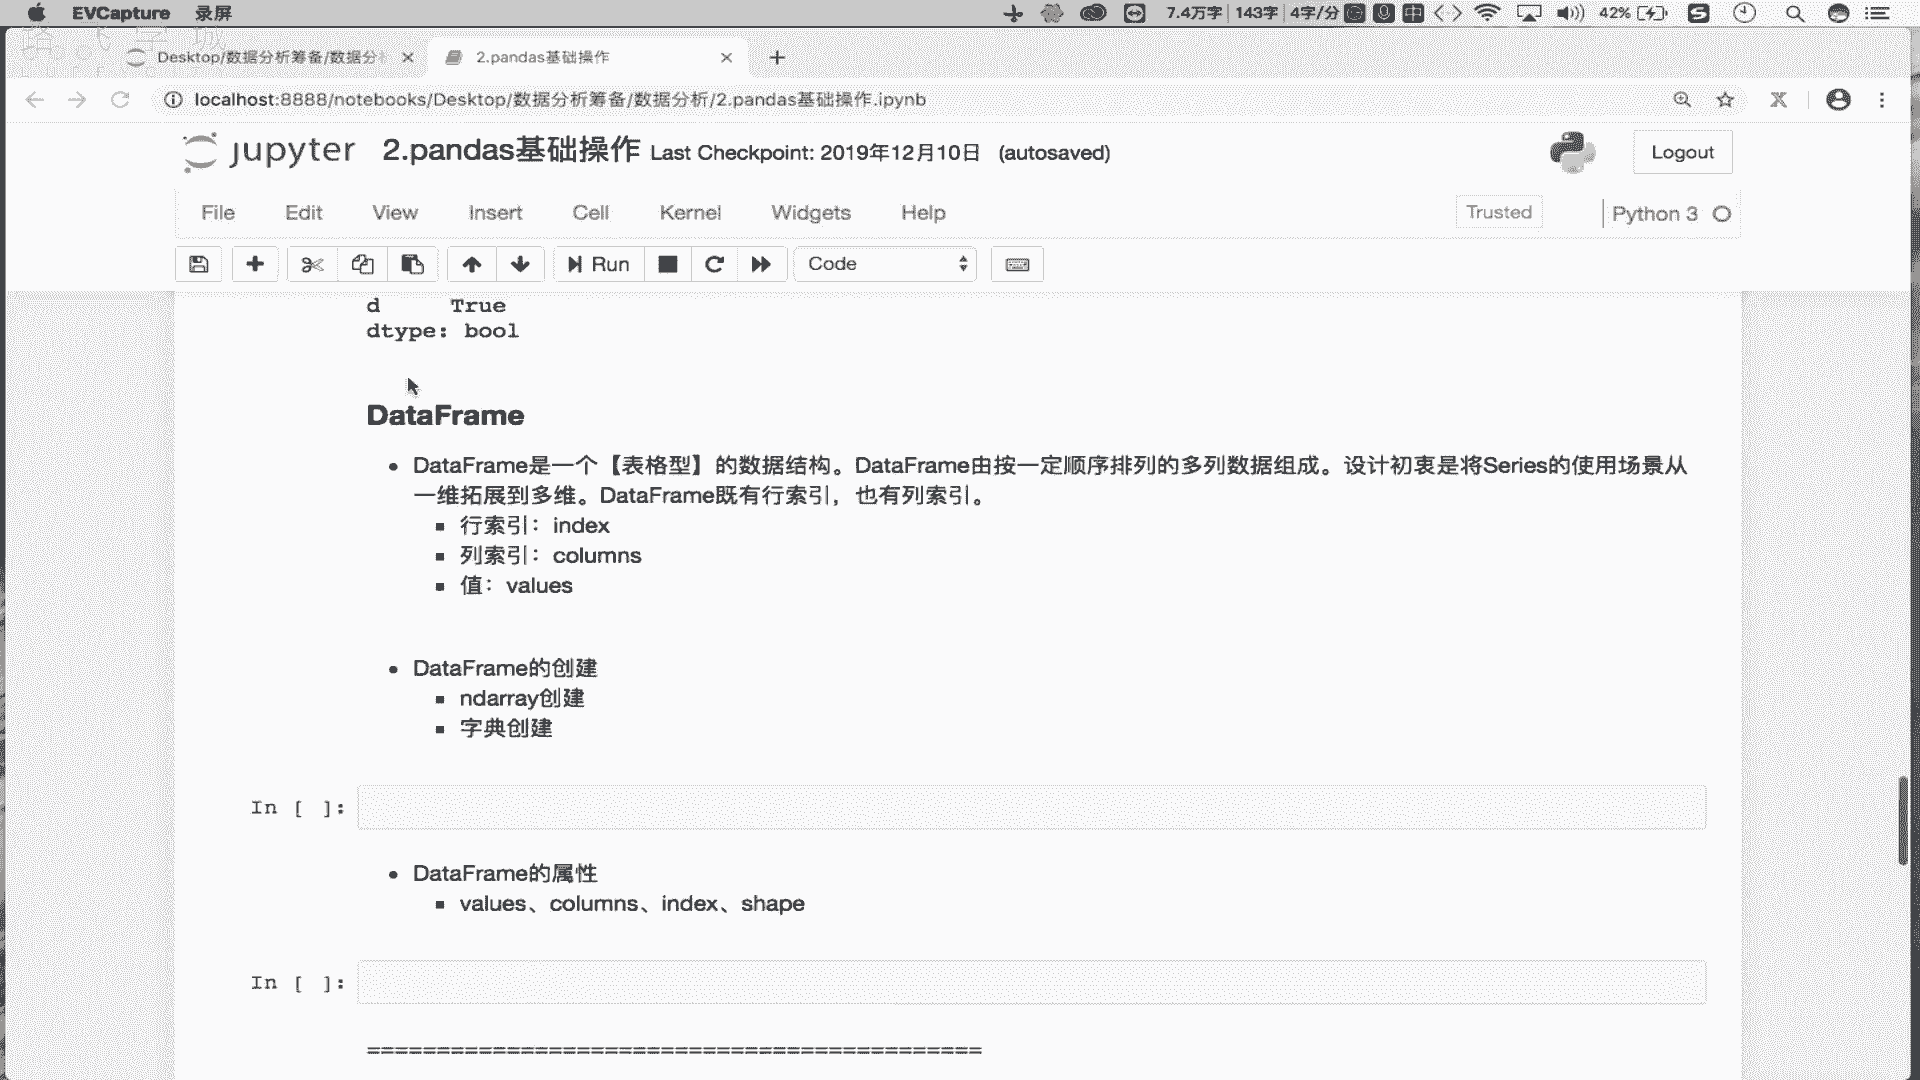 EVCapture 录屏 7.4万字 143字 4字/分 中 42%
Desktop/数据分析筹备/数据分析 2.pandas基础操作
localhost:8888/notebooks/Desktop/数据分析筹备/数据分析/2.pandas基础操作.ipynb
jupyter 2.pandas基础操作 Last Checkpoint: 2019年12月10日 (autosaved) Logout
File Edit View Insert Cell Kernel Widgets Help Trusted Python 3
Run Code
d True
dtype: bool
DataFrame
DataFrame是一个【表格型】的数据结构。DataFrame由按一定顺序排列的多列数据组成。设计初衷是将Series的使用场景从
一维拓展到多维。DataFrame既有行索引，也有列索引。
行索引：index
列索引：columns
值：values
DataFrame的创建
ndarray创建
字典创建
In [ ]:
DataFrame的属性
values、columns、index、shape
In [ ]:
============================================